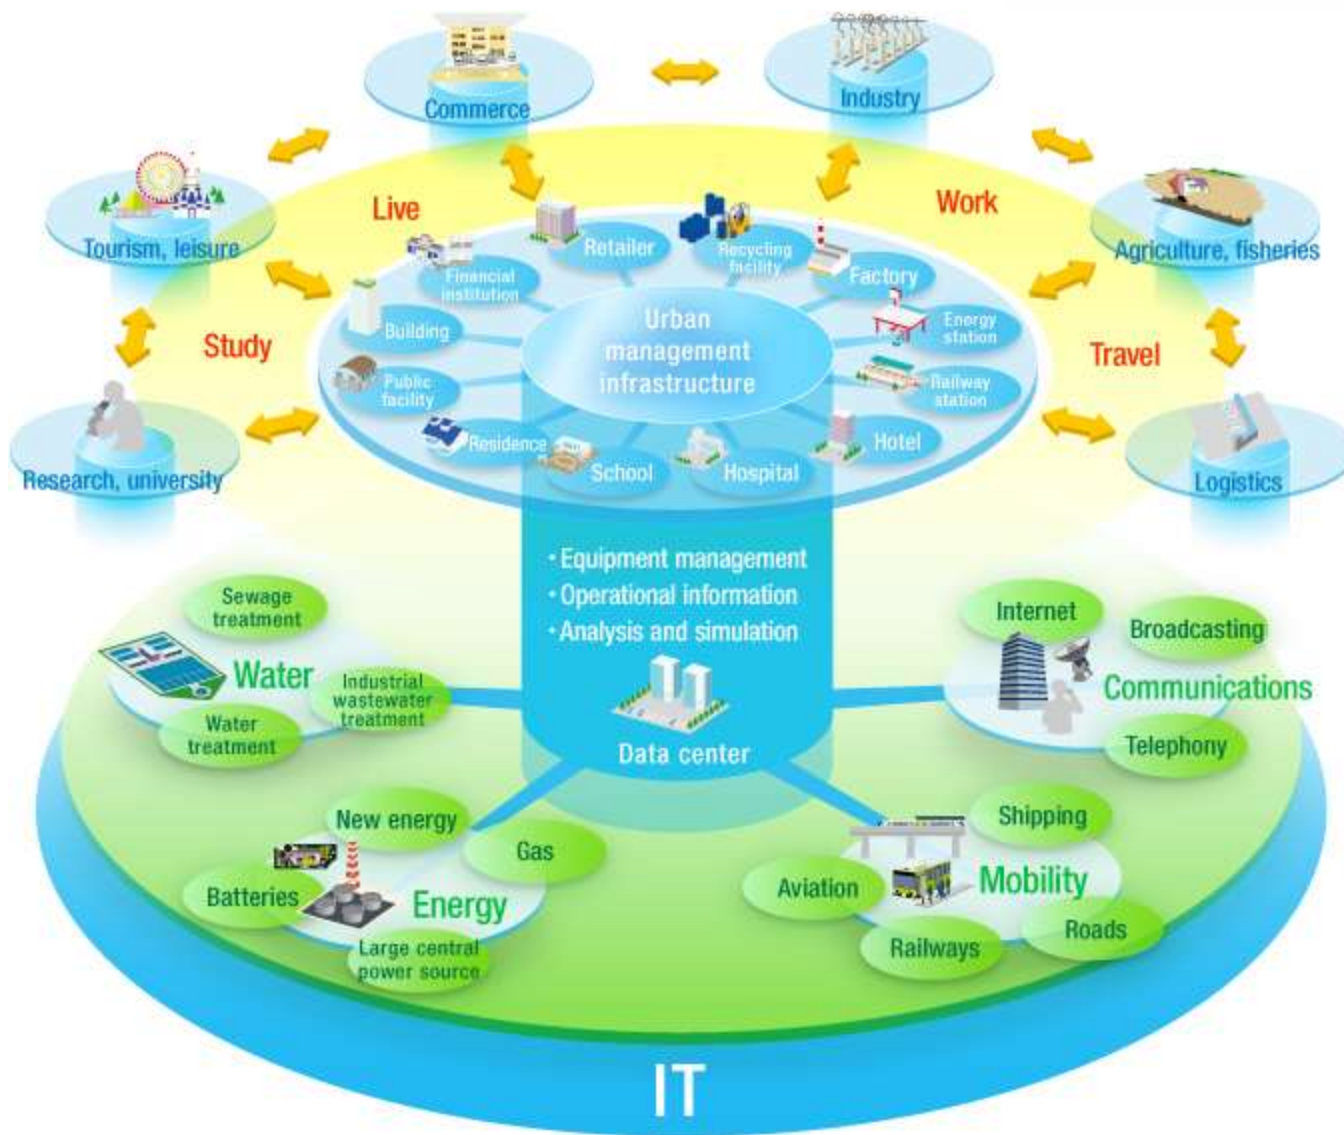 Commerce
Industry
Tourism, leisure
Agriculture, fisheries
Research, university
Logistics
Live
Work
Study
Travel
Retailer
Recycling
facility
Financial
institution
Factory
Building
Energy
station
Public
facility
Railway
station
Residence
Hotel
School
Hospital
Urban
management
infrastructure
• Equipment management
• Operational information
• Analysis and simulation
Data center
Sewage
treatment
Water
Industrial
wastewater
treatment
Water
treatment
Internet
Broadcasting
Communications
Telephony
New energy
Gas
Batteries
Energy
Large central
power source
Shipping
Aviation
Mobility
Railways
Roads
IT